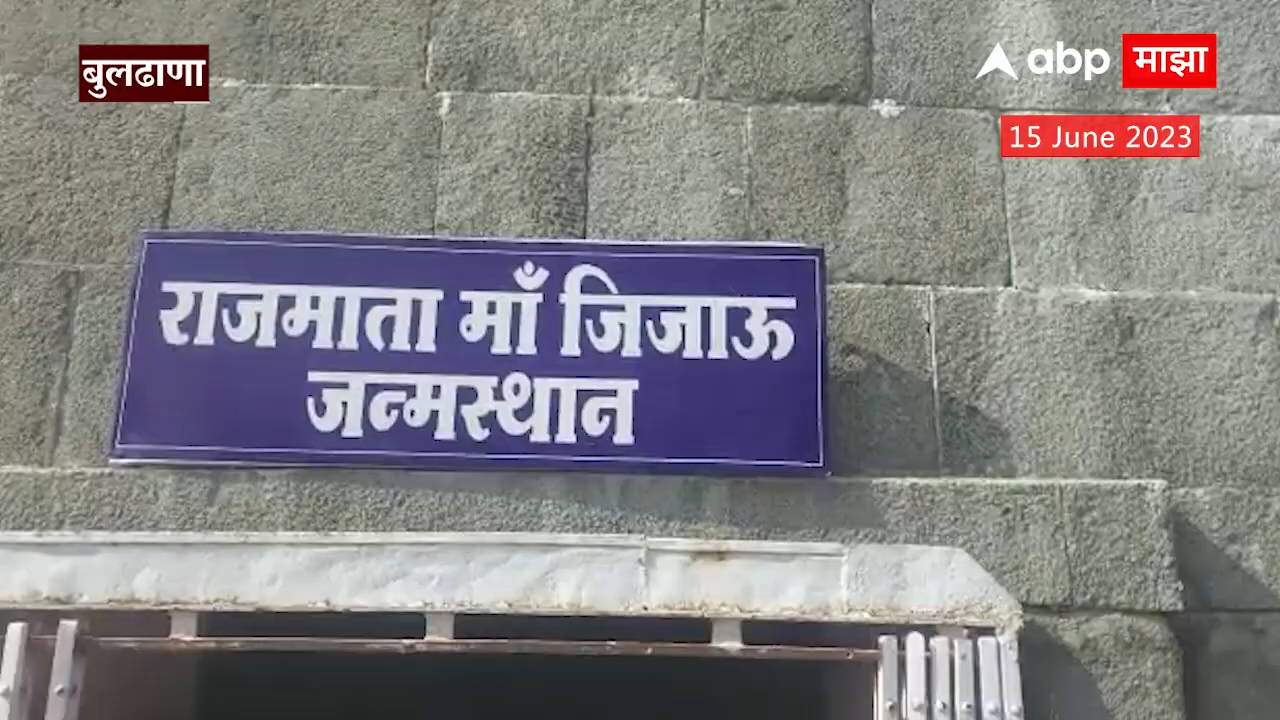 बुलढाणा
abp माझा
15 June 2023
राजमाता माँ जिजाऊ
जन्मस्थान